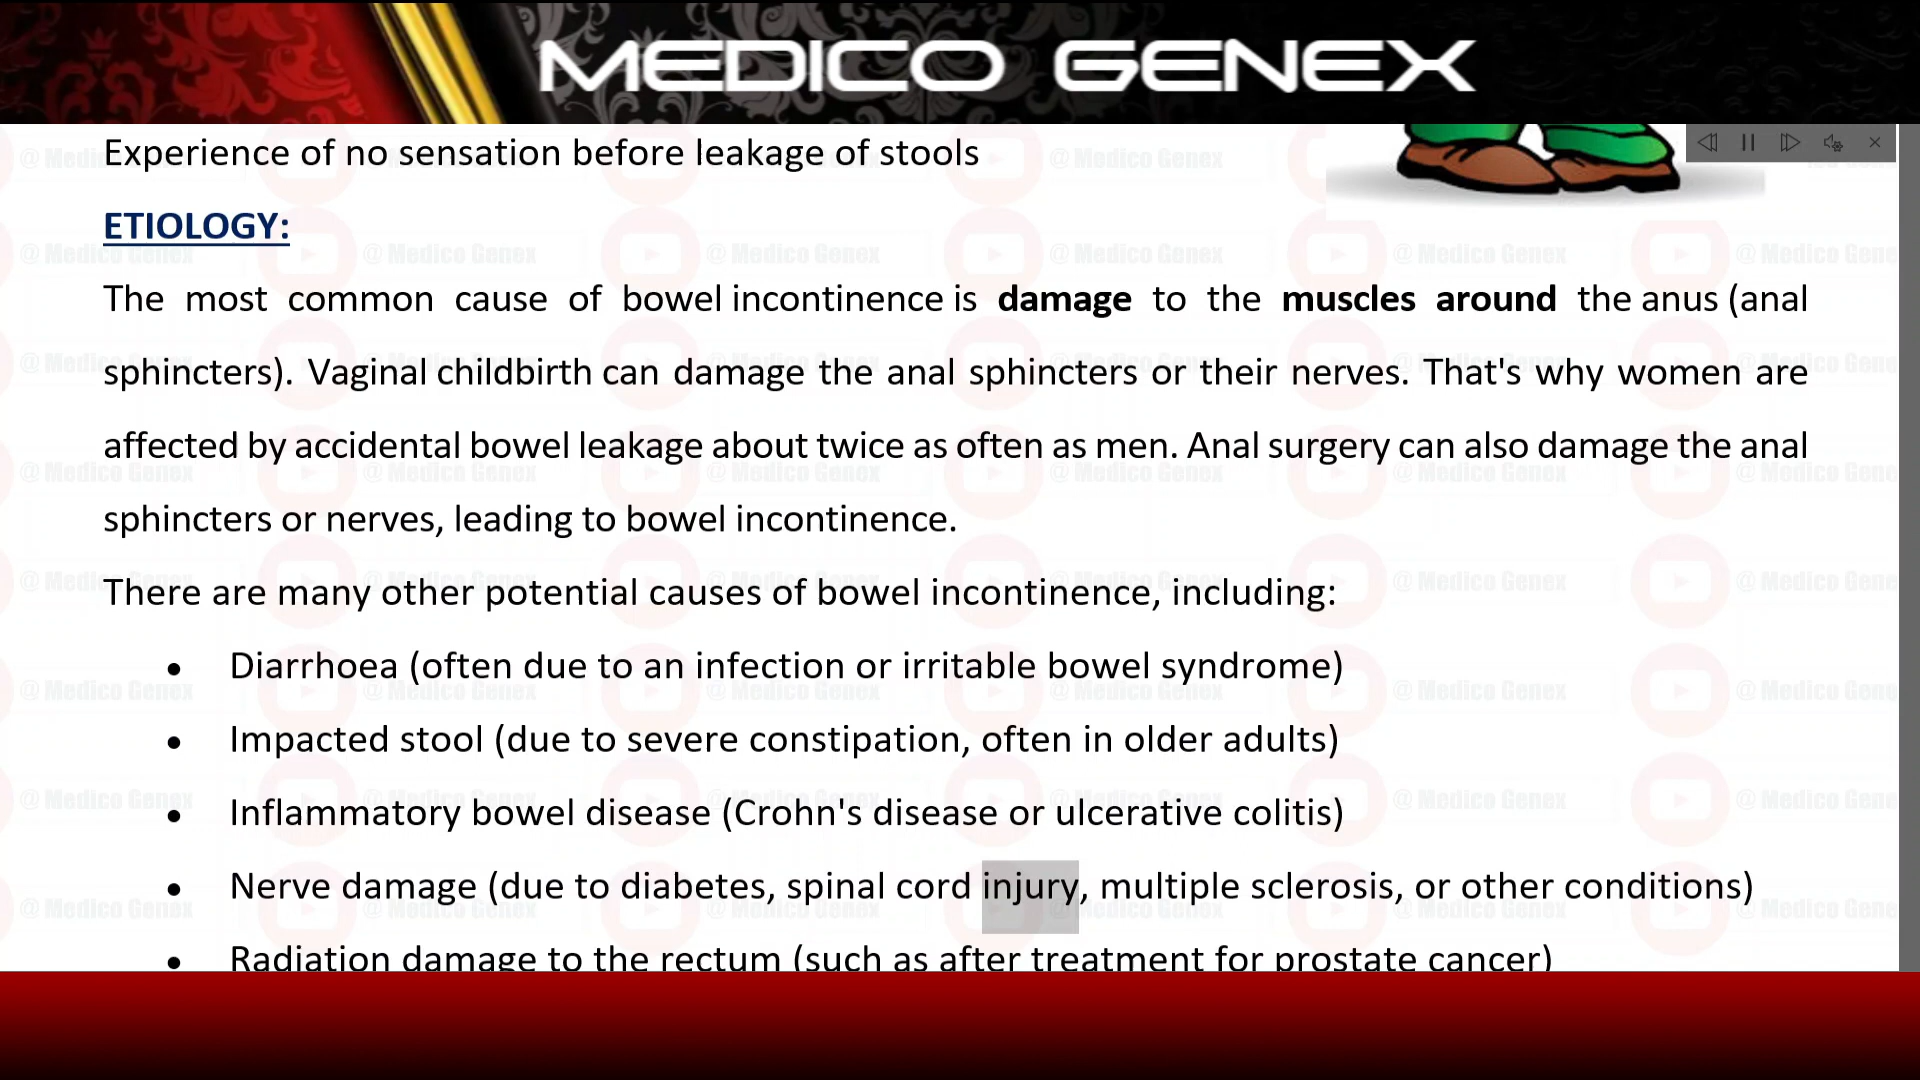 MEDICO GENEX
Experience of no sensation before leakage of stools
ETIOLOGY:
The most common cause of bowel incontinence is damage to the muscles around the anus (anal
sphincters). Vaginal childbirth can damage the anal sphincters or their nerves. That's why women are
affected by accidental bowel leakage about twice as often as men. Anal surgery can also damage the anal
sphincters or nerves, leading to bowel incontinence.
There are many other potential causes of bowel incontinence, including:
• Diarrhoea (often due to an infection or irritable bowel syndrome)
• Impacted stool (due to severe constipation, often in older adults)
• Inflammatory bowel disease (Crohn's disease or ulcerative colitis)
• Nerve damage (due to diabetes, spinal cord injury, multiple sclerosis, or other conditions)
• Radiation damage to the rectum (such as after treatment for prostate cancer)
@ Medico Genex